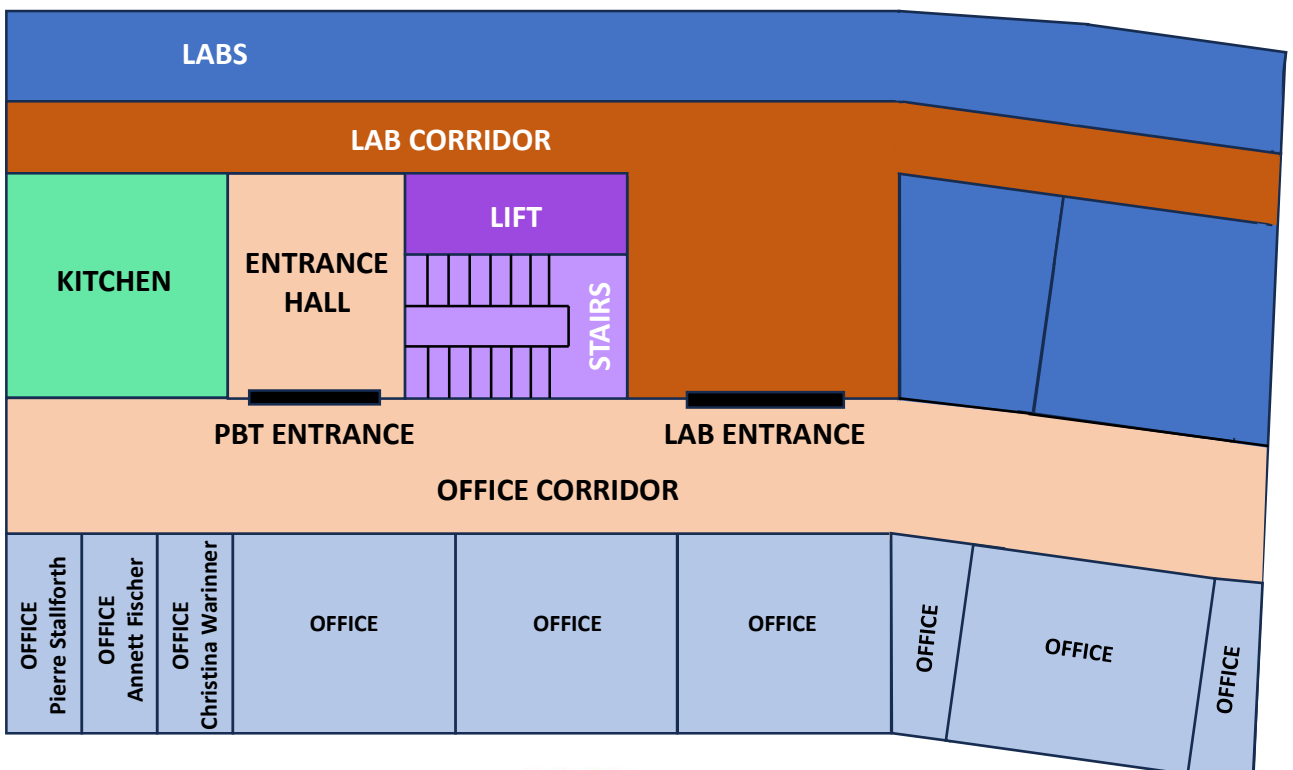 LABS
LAB CORRIDOR
KITCHEN
ENTRANCE
HALL
LIFT
STAIRS
PBT ENTRANCE
LAB ENTRANCE
OFFICE CORRIDOR
OFFICE
Pierre Stallforth
OFFICE
Annett Fischer
OFFICE
Christina Warinner
OFFICE
OFFICE
OFFICE
OFFICE
OFFICE
OFFICE